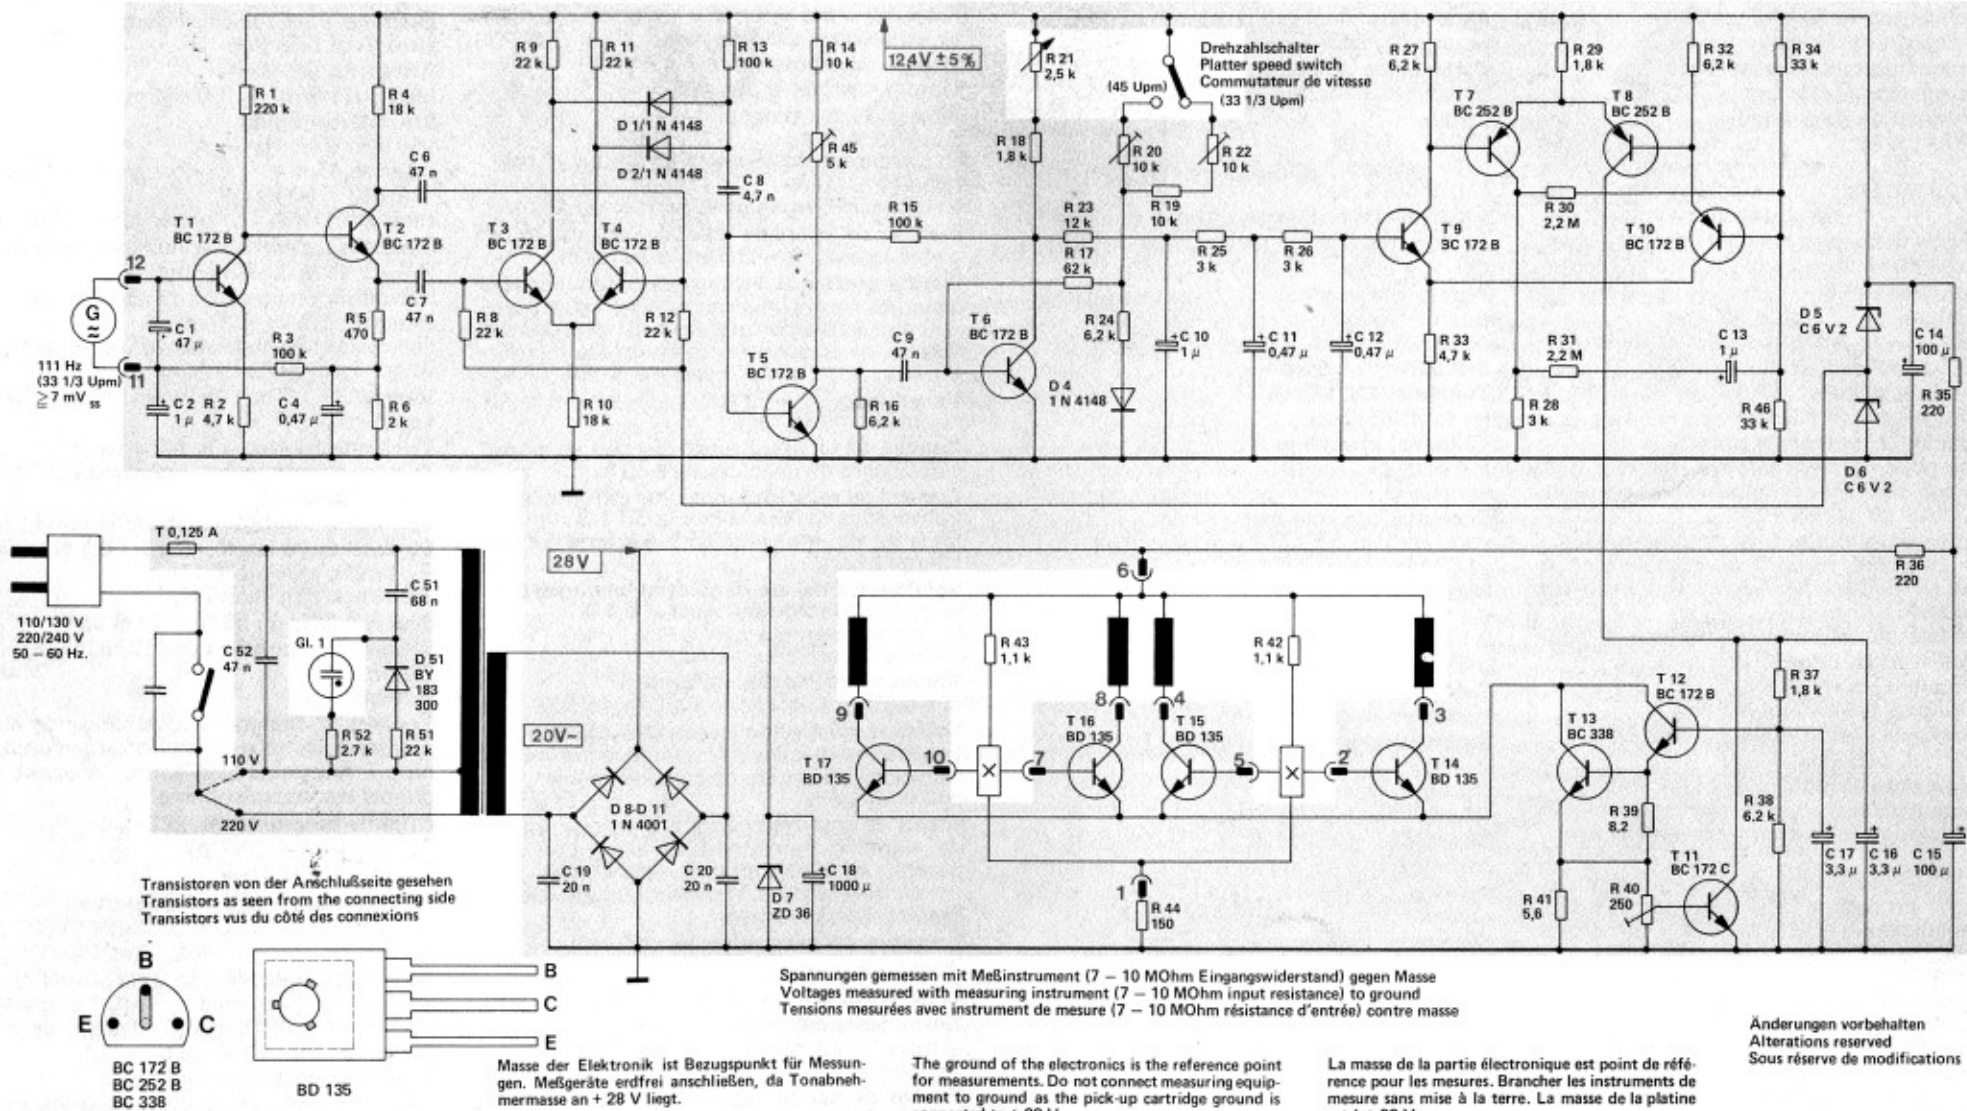 R 1
220 k
R 4
18 k
R 9
22 k
R 11
22 k
R 13
100 k
R 14
10 k
12,4 V ± 5 %
R 21
2,5 k
Drehzahlschalter
Platter speed switch
Commutateur de vitesse
(45 Upm)
(33 1/3 Upm)
R 27
6,2 k
R 29
1,8 k
R 32
6,2 k
R 34
33 k
D 1/1 N 4148
D 2/1 N 4148
R 45
5 k
R 18
1,8 k
R 20
10 k
R 22
10 k
T 7
BC 252 B
T 8
BC 252 B
C 6
47 n
C 8
4,7 n
R 15
100 k
R 23
12 k
R 19
10 k
R 30
2,2 M
T 1
BC 172 B
T 2
BC 172 B
T 3
BC 172 B
T 4
BC 172 B
R 17
62 k
R 25
3 k
R 26
3 k
T 9
BC 172 B
T 10
BC 172 B
12
G
C 1
47 µ
R 3
100 k
R 5
470
C 7
47 n
R 8
22 k
R 12
22 k
T 5
BC 172 B
C 9
47 n
T 6
BC 172 B
R 24
6,2 k
C 10
1 µ
C 11
0,47 µ
C 12
0,47 µ
R 33
4,7 k
R 31
2,2 M
C 13
1 µ
D 5
C 6 V 2
C 14
100 µ
111 Hz
(33 1/3 Upm)
≧ 7 mV ss
11
C 2
1 µ
R 2
4,7 k
C 4
0,47 µ
R 6
2 k
R 10
18 k
R 16
6,2 k
D 4
1 N 4148
R 28
3 k
R 46
33 k
R 35
220
D 6
C 6 V 2
T 0,125 A
28 V
R 36
220
110/130 V
220/240 V
50 – 60 Hz.
C 52
47 n
Gl. 1
C 51
68 n
D 51
BY
183
300
R 52
2.7 k
R 51
22 k
110 V
220 V
20V~
6
R 43
1,1 k
R 42
1,1 k
9
8
4
3
T 17
BD 135
10
7
T 16
BD 135
T 15
BD 135
5
2
T 14
BD 135
T 13
BC 338
T 12
BC 172 B
R 37
1,8 k
D 8-D 11
1 N 4001
C 19
20 n
C 20
20 n
D 7
ZD 36
C 18
1000 µ
1
R 44
150
R 39
8,2
R 38
6.2 k
T 11
BC 172 C
R 41
5,6
R 40
250
C 17
3,3 µ
C 16
3,3 µ
C 15
100 µ
Transistoren von der Anschlußseite gesehen
Transistors as seen from the connecting side
Transistors vus du côté des connexions
B
E
C
BC 172 B
BC 252 B
BC 338
B
C
E
BD 135
Spannungen gemessen mit Meßinstrument (7 – 10 MOhm Eingangswiderstand) gegen Masse
Voltages measured with measuring instrument (7 – 10 MOhm input resistance) to ground
Tensions mesurées avec instrument de mesure (7 – 10 MOhm résistance d'entrée) contre masse
Änderungen vorbehalten
Alterations reserved
Sous réserve de modifications
Masse der Elektronik ist Bezugspunkt für Messun-
gen. Meßgeräte erdfrei anschließen, da Tonabneh-
mermasse an + 28 V liegt.
The ground of the electronics is the reference point
for measurements. Do not connect measuring equip-
ment to ground as the pick-up cartridge ground is
La masse de la partie électronique est point de réfé-
rence pour les mesures. Brancher les instruments de
mesure sans mise à la terre. La masse de la platine